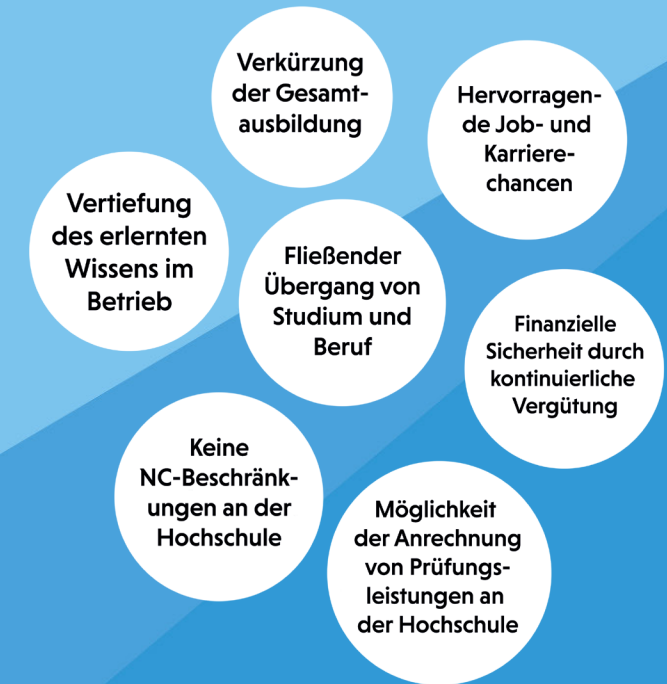 Verkürzung
der Gesamt-
ausbildung
Hervorragen-
de Job- und
Karriere-
chancen
Vertiefung
des erlernten
Wissens im
Betrieb
Fließender
Übergang von
Studium und
Beruf
Finanzielle
Sicherheit durch
kontinuierliche
Vergütung
Keine
NC-Beschränk-
ungen an der
Hochschule
Möglichkeit
der Anrechnung
von Prüfungs-
leistungen an
der Hochschule